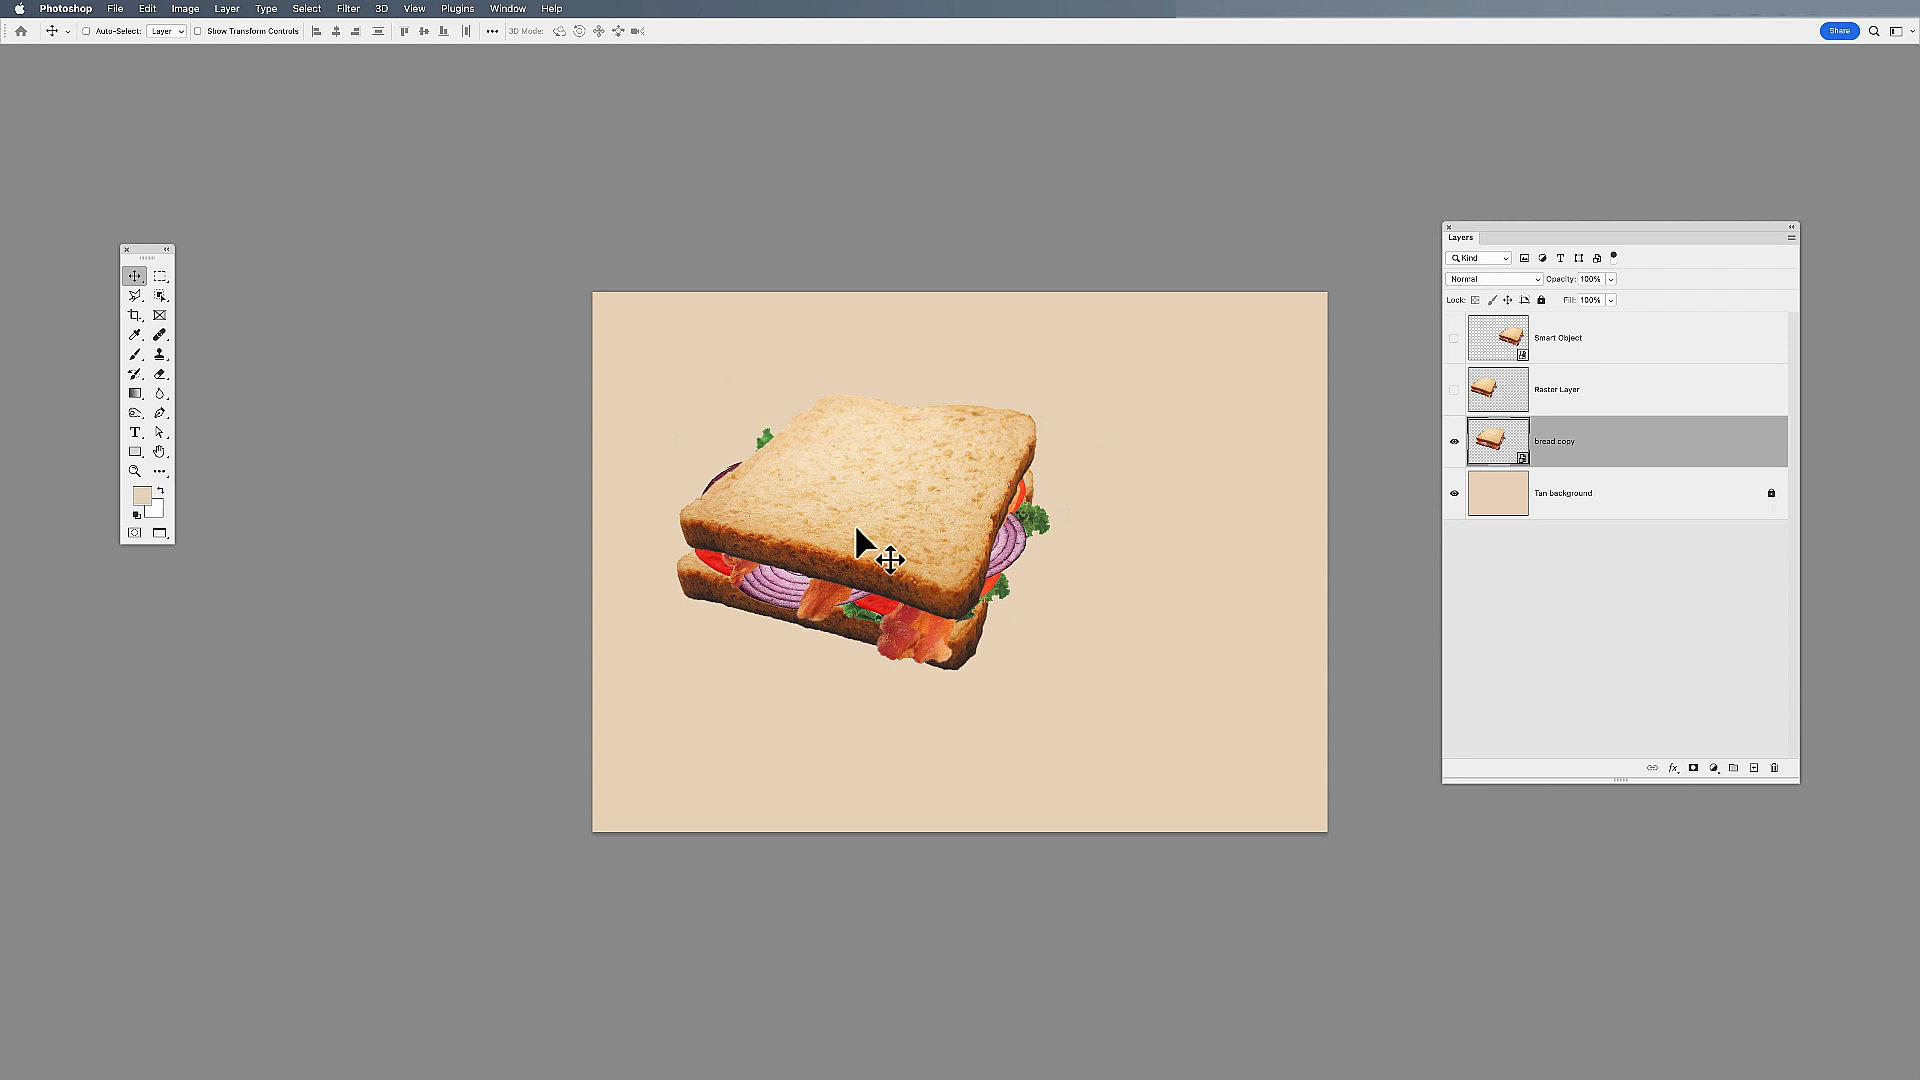 Photoshop File Edit Image Layer Type Select Filter 3D View Plugins Window Help
Auto-Select: Layer Show Transform Controls 3D Mode: Share
Layers
Kind
Normal Opacity: 100%
Lock: Fill: 100%
Smart Object
Raster Layer
bread copy
Tan background